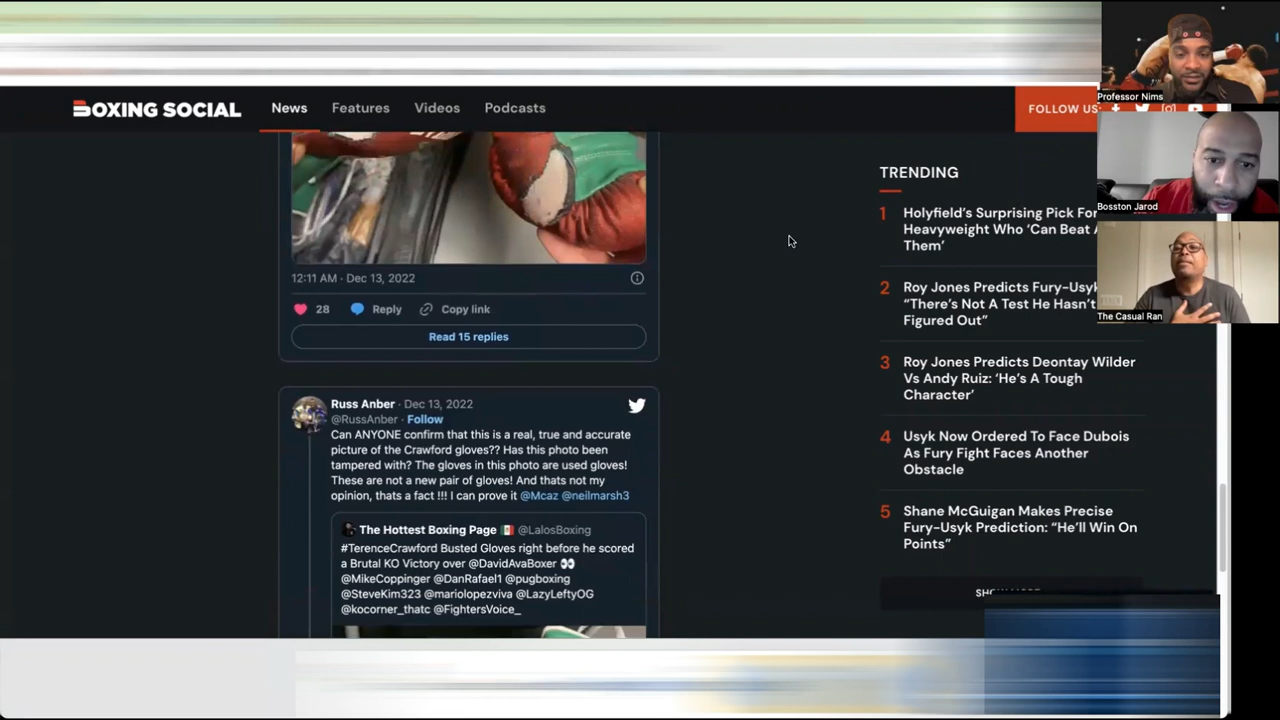 BOXING SOCIAL
News
Features
Videos
Podcasts
FOLLOW US
Professor Nims
Bosston Jarod
The Casual Ran
12:11 AM · Dec 13, 2022
28
Reply
Copy link
Read 15 replies
Russ Anber · Dec 13, 2022
@RussAnber · Follow
Can ANYONE confirm that this is a real, true and accurate
picture of the Crawford gloves?? Has this photo been
tampered with? The gloves in this photo are used gloves!
These are not a new pair of gloves! And thats not my
opinion, thats a fact !!! I can prove it @Mcaz @neilmarsh3
The Hottest Boxing Page @LalosBoxing
#TerenceCrawford Busted Gloves right before he scored
a Brutal KO Victory over @DavidAvaBoxer
@MikeCoppinger @DanRafael1 @pugboxing
@SteveKim323 @mariolopezviva @LazyLeftyOG
@kocorner_thatc @FightersVoice_
TRENDING
1 Holyfield's Surprising Pick For
Heavyweight Who 'Can Beat
Them'
2 Roy Jones Predicts Fury-Usyk
"There's Not A Test He Hasn't
Figured Out"
3 Roy Jones Predicts Deontay Wilder
Vs Andy Ruiz: 'He's A Tough
Character'
4 Usyk Now Ordered To Face Dubois
As Fury Fight Faces Another
Obstacle
5 Shane McGuigan Makes Precise
Fury-Usyk Prediction: "He'll Win On
Points"